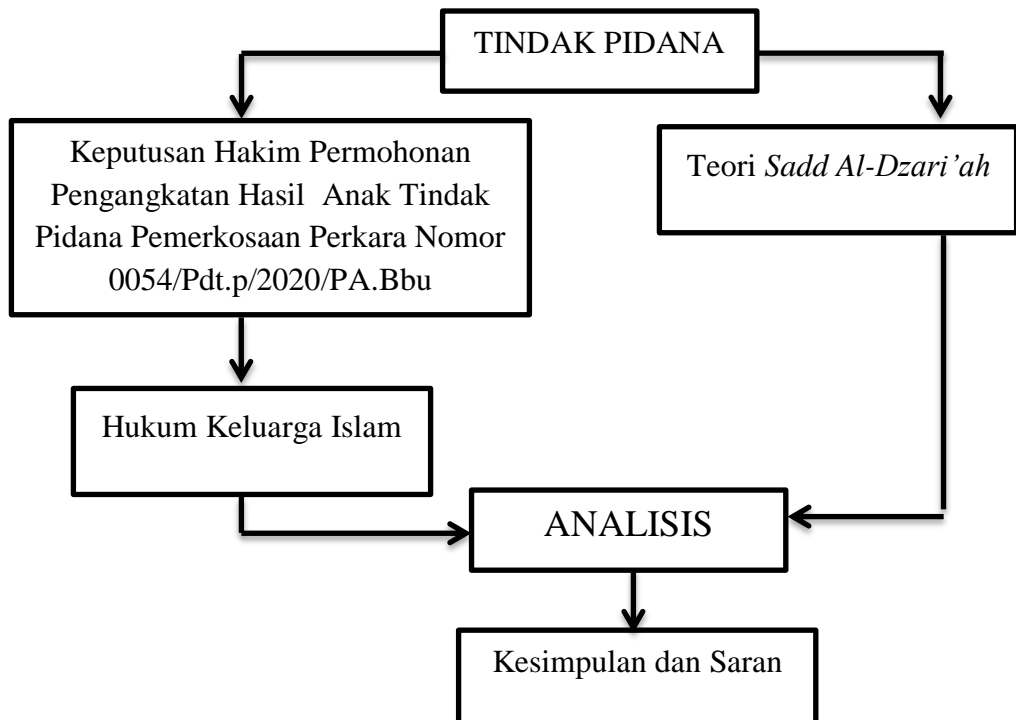 TINDAK PIDANA
Keputusan Hakim Permohonan
Pengangkatan Hasil Anak Tindak
Pidana Pemerkosaan Perkara Nomor
0054/Pdt.p/2020/PA.Bbu
Teori Sadd Al-Dzari’ah
Hukum Keluarga Islam
ANALISIS
Kesimpulan dan Saran